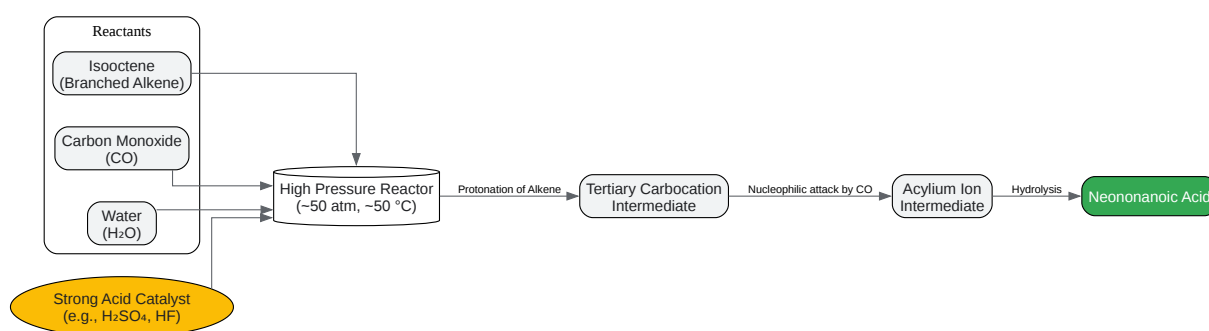 Reactants
Isooctene
(Branched Alkene)
Carbon Monoxide
(CO)
Water
(H₂O)
Strong Acid Catalyst
(e.g., H₂SO₄, HF)
High Pressure Reactor
(~50 atm, ~50 °C)
Protonation of Alkene
Tertiary Carbocation
Intermediate
Nucleophilic attack by CO
Acylium Ion
Intermediate
Hydrolysis
Neononanoic Acid